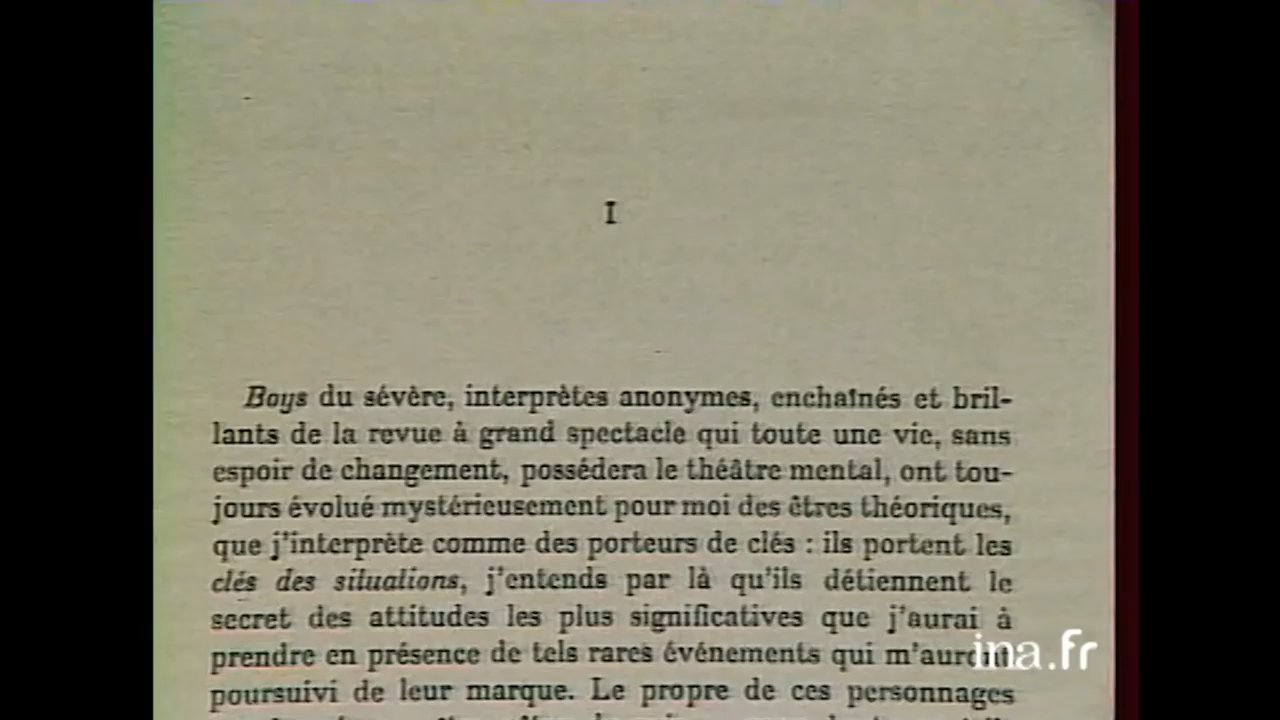 I
Boys du sévère, interprètes anonymes, enchaînés et bril-
lants de la revue à grand spectacle qui toute une vie, sans
espoir de changement, possédera le théâtre mental, ont tou-
jours évolué mystérieusement pour moi des êtres théoriques,
que j'interprète comme des porteurs de clés : ils portent les
clés des situations, j'entends par là qu'ils détiennent le
secret des attitudes les plus significatives que j'aurai à
prendre en présence de tels rares événements qui m'auront
poursuivi de leur marque. Le propre de ces personnages
ina.fr